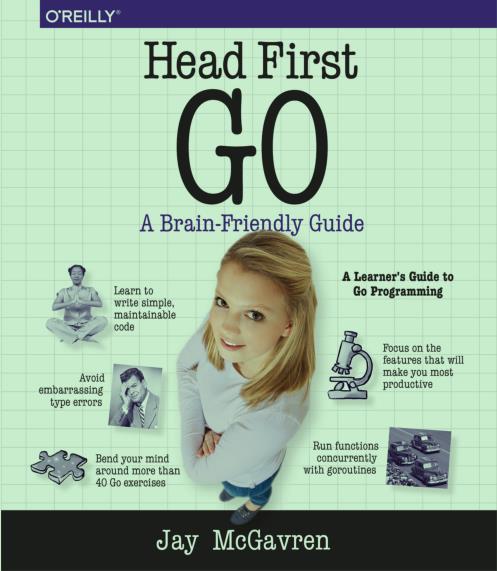 O'REILLY®
Head First
GO
A Brain-Friendly Guide
A Learner's Guide to
Go Programming
Learn to
write simple,
maintainable
code
Focus on the
features that will
make you most
productive
Avoid
embarrassing
type errors
Bend your mind
around more than
40 Go exercises
Run functions
concurrently
with goroutines
Jay McGavren